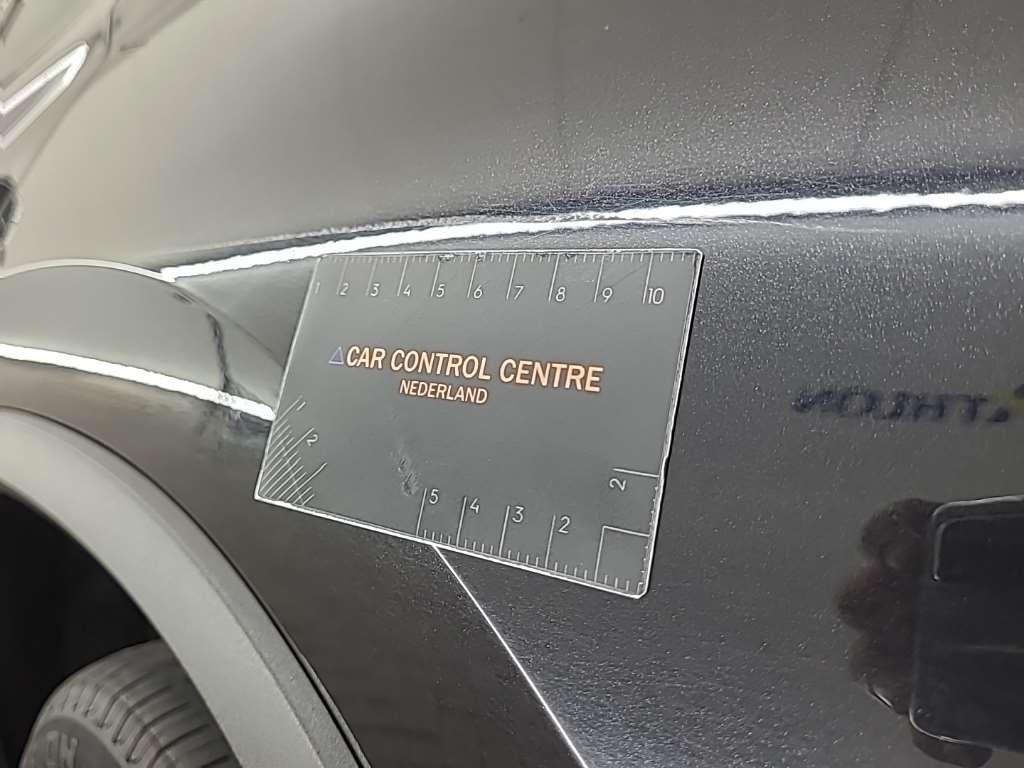 1 2 3 4 5 6 7 8 9 10
CAR CONTROL CENTRE
NEDERLAND
2
2
5 4 3 2